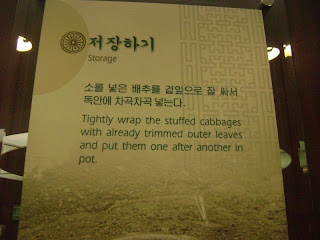 저장하기
Storage
소를 넣은 배추를 겉잎으로 잘 싸서
독안에 차곡차곡 넣는다.
Tightly wrap the stuffed cabbages
with already trimmed outer leaves
and put them one after another in
pot.